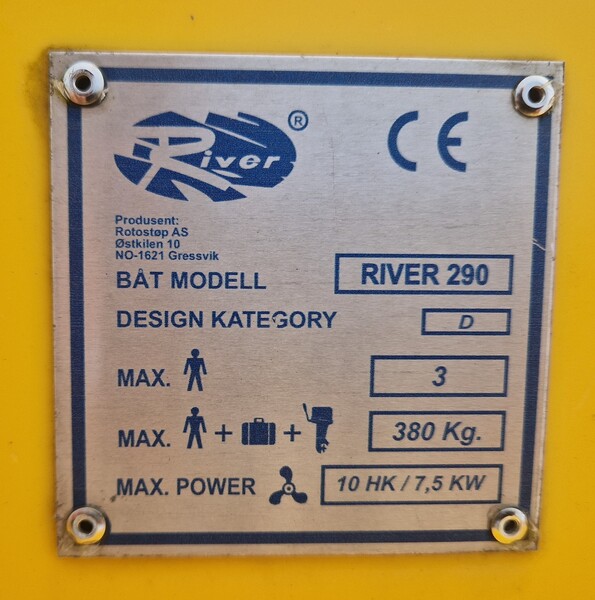 River ®
CE
Produsent:
Rotostøp AS
Østkilen 10
NO-1621 Gressvik
BÅT MODELL RIVER 290
DESIGN KATEGORY D
MAX. 3
MAX. + + 380 Kg.
MAX. POWER 10 HK / 7,5 KW